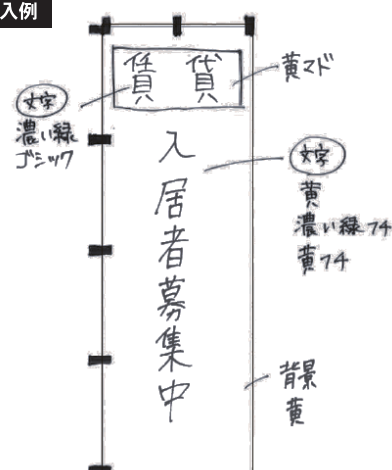 入例
賃貸
黄マド
文字
濃い緑
ゴシック
入居者募集中
文字
黄
濃い緑フチ
黄フチ
背景
黄